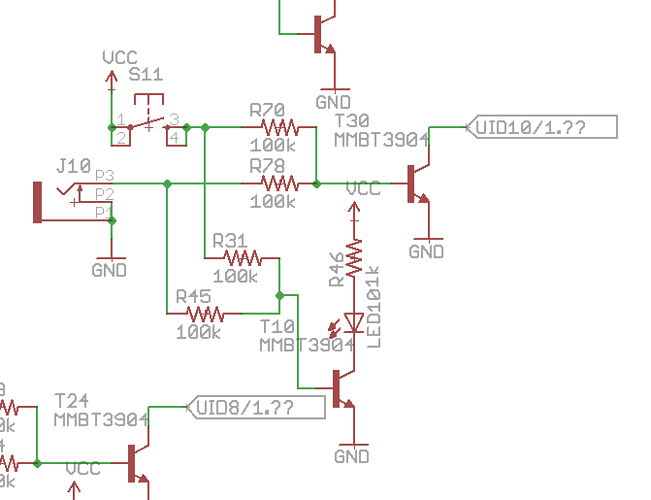 GND
VCC
S11
1
3
2
4
R70
100k
T30
MMBT3904
UID10/1.??
J10
P3
P2
P1
GND
R78
100k
VCC
GND
R31
100k
R46
LED101k
R45
100k
T10
MMBT3904
GND
T24
MMBT3904
UID8/1.??
VCC